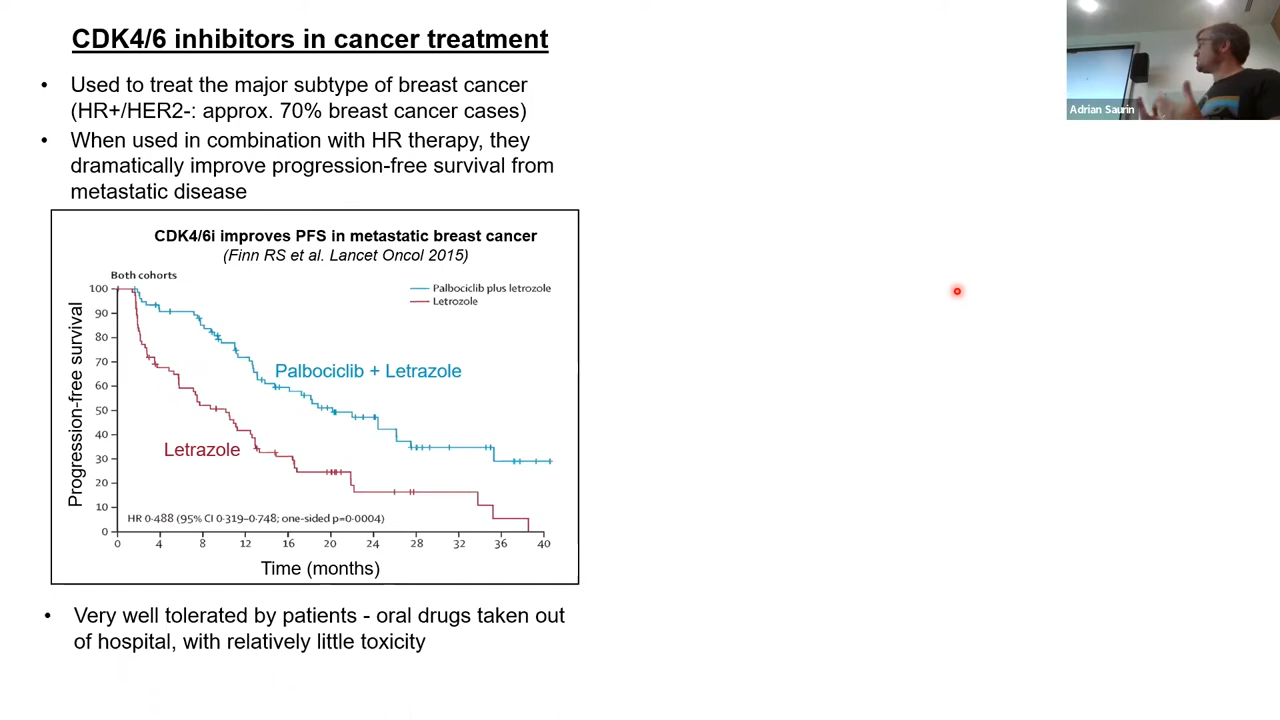 CDK4/6 inhibitors in cancer treatment
• Used to treat the major subtype of breast cancer
(HR+/HER2-: approx. 70% breast cancer cases)
• When used in combination with HR therapy, they
dramatically improve progression-free survival from
metastatic disease
CDK4/6i improves PFS in metastatic breast cancer
(Finn RS et al. Lancet Oncol 2015)
Both cohorts
Palbociclib plus letrozole
Letrozole
Progression-free survival
100
90
80
70
60
50
40
30
20
10
0
Palbociclib + Letrazole
Letrazole
HR 0·488 (95% CI 0·319–0·748; one-sided p=0·0004)
0 4 8 12 16 20 24 28 32 36 40
Time (months)
• Very well tolerated by patients - oral drugs taken out
of hospital, with relatively little toxicity
Adrian Saurin